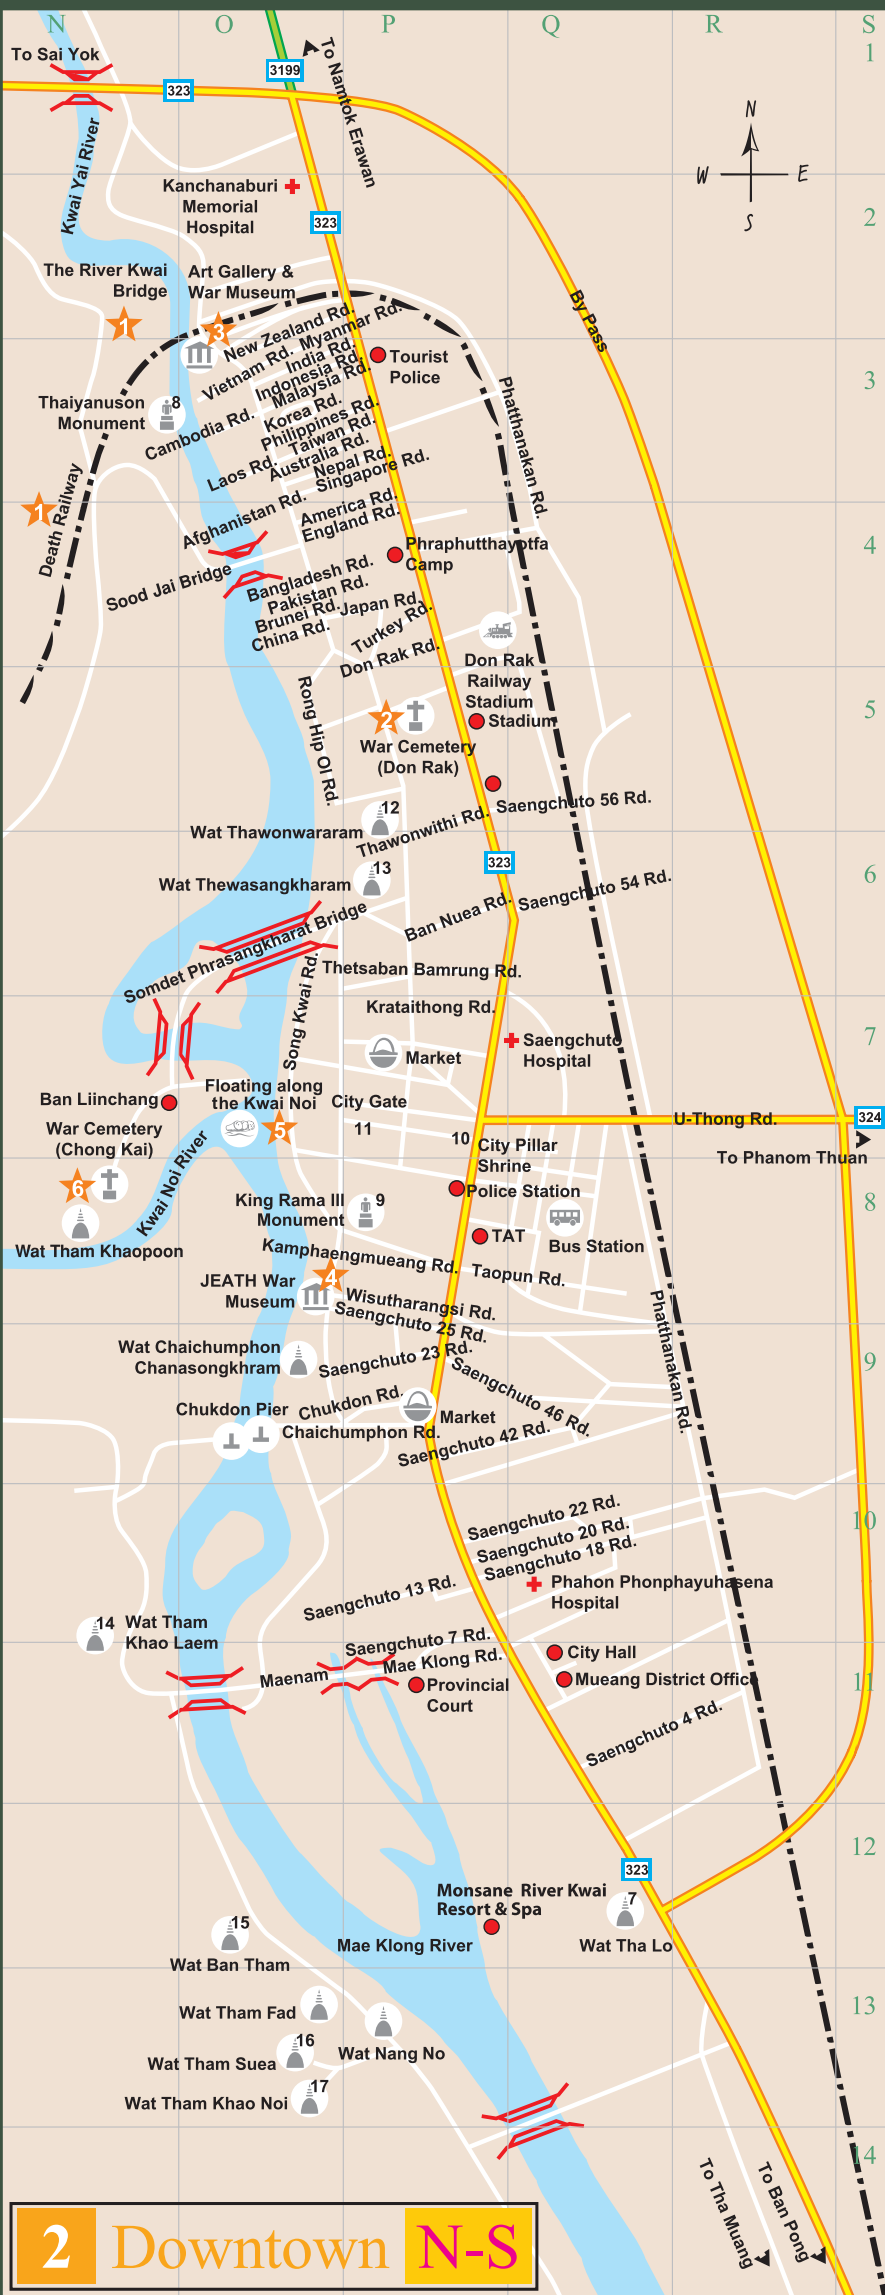 N
O
P
Q
R
S
To Sai Yok
3199
1
To Namtok Erawan
323
N
W
E
S
Kwai Yai River
Kanchanaburi
Memorial
Hospital
2
323
The River Kwai
Bridge
Art Gallery &
War Museum
1
3
By Pass
New Zealand Rd.
Myanmar Rd.
Vietnam Rd.
India Rd.
Indonesia Rd.
Malaysia Rd.
Tourist
Police
3
Phatthanakan Rd.
Thaiyanuson
Monument
8
Cambodia Rd.
Korea Rd.
Philippines Rd.
Taiwan Rd.
Australia Rd.
Laos Rd.
Nepal Rd.
Singapore Rd.
1
Death Railway
Afghanistan Rd.
America Rd.
England Rd.
Phraphutthayotfa
Camp
4
Sood Jai Bridge
Bangladesh Rd.
Pakistan Rd.
Brunei Rd.
Japan Rd.
China Rd.
Turkey Rd.
Don Rak Rd.
Don Rak
Railway
Stadium
Rong Hip Ol Rd.
2
Stadium
5
War Cemetery
(Don Rak)
12
Saengchuto 56 Rd.
Wat Thawonwararam
Thawonwithi Rd.
323
13
6
Wat Thewasangkharam
Saengchuto 54 Rd.
Ban Nuea Rd.
Somdet Phrasangkharat Bridge
Thetsaban Bamrung Rd.
Song Kwai Rd.
Krataithong Rd.
7
Saengchuto
Hospital
Market
Floating along
the Kwai Noi
Ban Liinchang
City Gate
U-Thong Rd.
324
War Cemetery
(Chong Kai)
5
11
10
City Pillar
Shrine
To Phanom Thuan
Kwai Noi River
6
Police Station
King Rama III
Monument
9
8
TAT
Bus Station
Wat Tham Khaopoon
Kamphaengmueang Rd.
Taopun Rd.
JEATH War
Museum
4
Wisutharangsi Rd.
Saengchuto 25 Rd.
Phatthanakan Rd.
Wat Chaichumphon
Chanasongkhram
Saengchuto 23 Rd.
9
Saengchuto 46 Rd.
Chukdon Pier
Chukdon Rd.
Market
Chaichumphon Rd.
Saengchuto 42 Rd.
Saengchuto 22 Rd.
10
Saengchuto 20 Rd.
Saengchuto 18 Rd.
Saengchuto 13 Rd.
Phahon Phonphayuhasena
Hospital
14
Wat Tham
Khao Laem
Saengchuto 7 Rd.
City Hall
Mae Klong Rd.
Maenam
Provincial
Court
Mueang District Office
11
Saengchuto 4 Rd.
12
323
Monsane River Kwai
Resort & Spa
7
15
Mae Klong River
Wat Tha Lo
Wat Ban Tham
13
Wat Tham Fad
16
Wat Nang No
Wat Tham Suea
17
Wat Tham Khao Noi
14
To Tha Muang
To Ban Pong
2 Downtown N-S